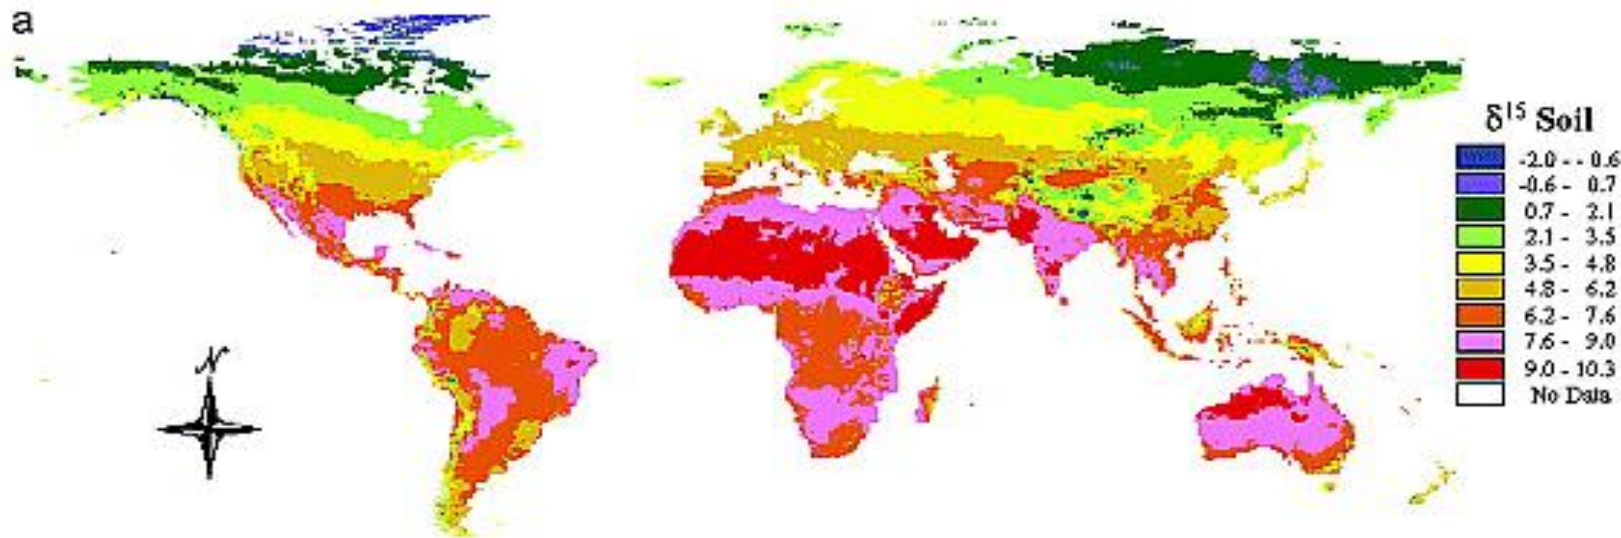 a
δ¹⁵ Soil
-2.0 - - 0.6
-0.6 - 0.7
0.7 - 2.1
2.1 - 3.5
3.5 - 4.8
4.8 - 6.2
6.2 - 7.6
7.6 - 9.0
9.0 - 10.3
No Data
N